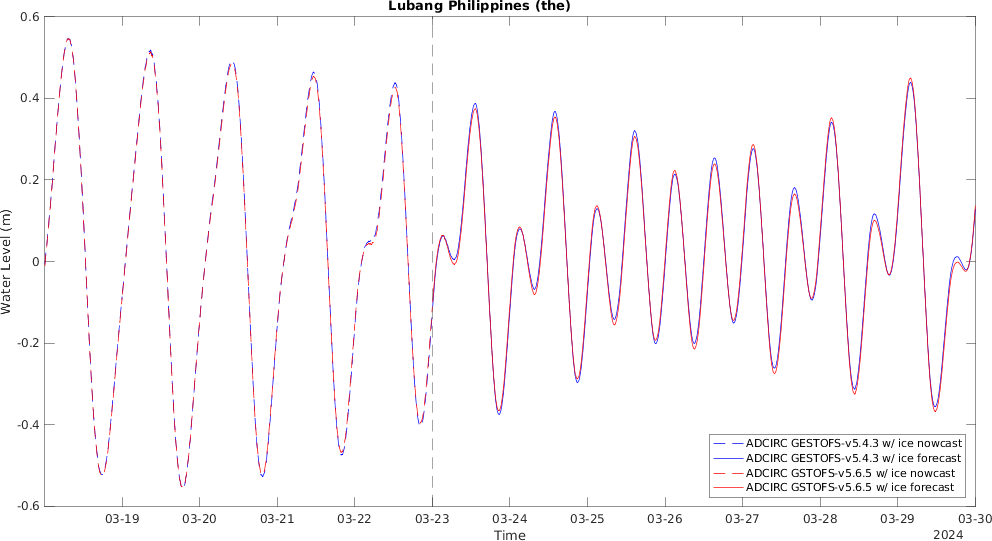 Lubang Philippines (the)
Water Level (m)
0.6
0.4
0.2
0
-0.2
-0.4
-0.6
ADCIRC GESTOFS-v5.4.3 w/ ice nowcast
ADCIRC GESTOFS-v5.4.3 w/ ice forecast
ADCIRC GSTOFS-v5.6.5 w/ ice nowcast
ADCIRC GSTOFS-v5.6.5 w/ ice forecast
03-19 03-20 03-21 03-22 03-23 03-24 03-25 03-26 03-27 03-28 03-29 03-30
Time
2024